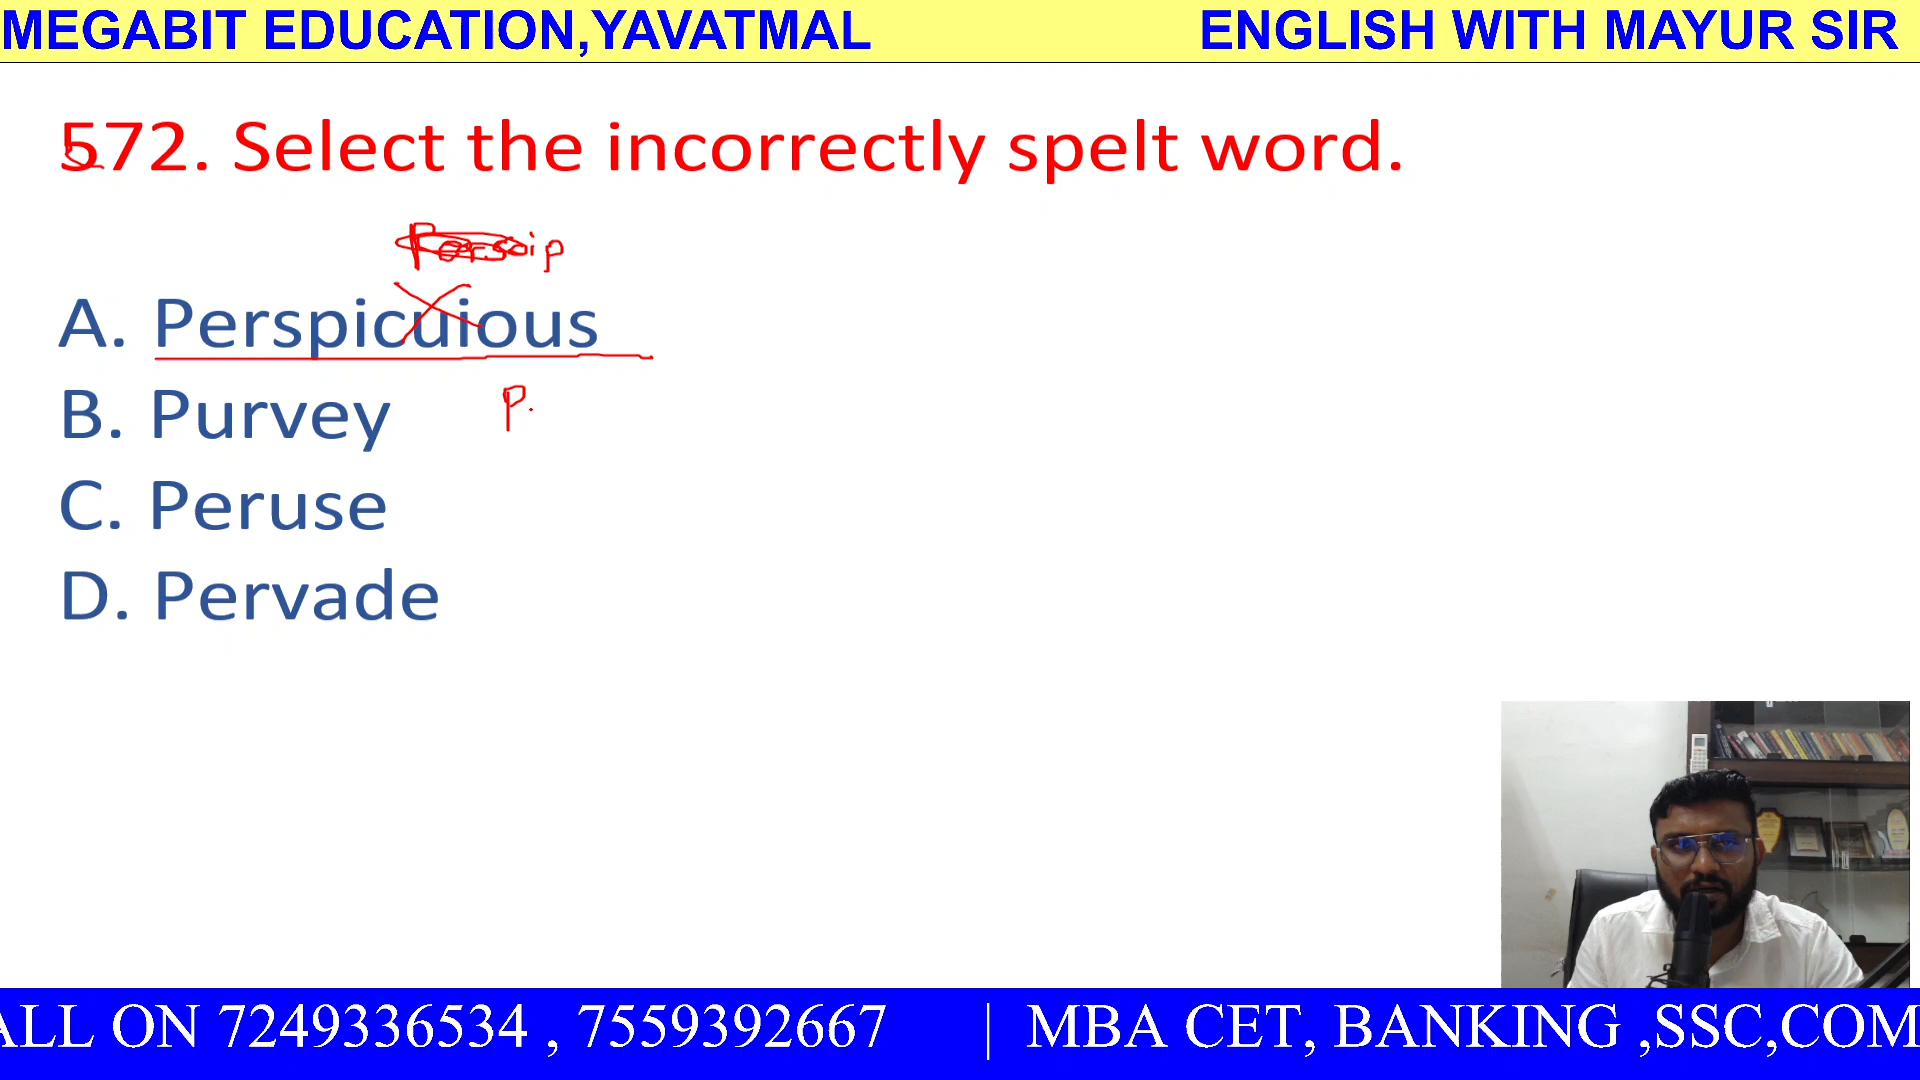 MEGABIT EDUCATION,YAVATMAL ENGLISH WITH MAYUR SIR
572. Select the incorrectly spelt word.
A. Perspicuious
B. Purvey
P.
C. Peruse
D. Pervade
ALL ON 7249336534 , 7559392667 | MBA CET, BANKING ,SSC,COM